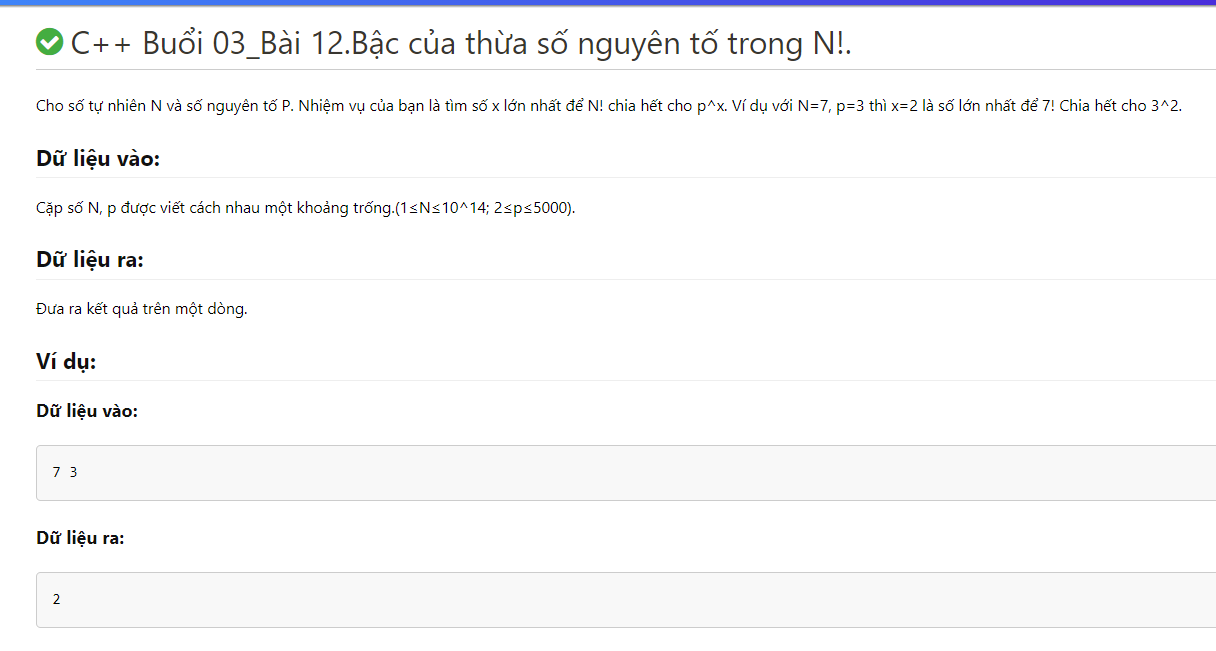 C++ Buổi 03_Bài 12.Bậc của thừa số nguyên tố trong N!.
Cho số tự nhiên N và số nguyên tố P. Nhiệm vụ của bạn là tìm số x lớn nhất để N! chia hết cho p^x. Ví dụ với N=7, p=3 thì x=2 là số lớn nhất để 7! Chia hết cho 3^2.
Dữ liệu vào:
Cặp số N, p được viết cách nhau một khoảng trống.(1≤N≤10^14; 2≤p≤5000).
Dữ liệu ra:
Đưa ra kết quả trên một dòng.
Ví dụ:
Dữ liệu vào:
7 3
Dữ liệu ra:
2